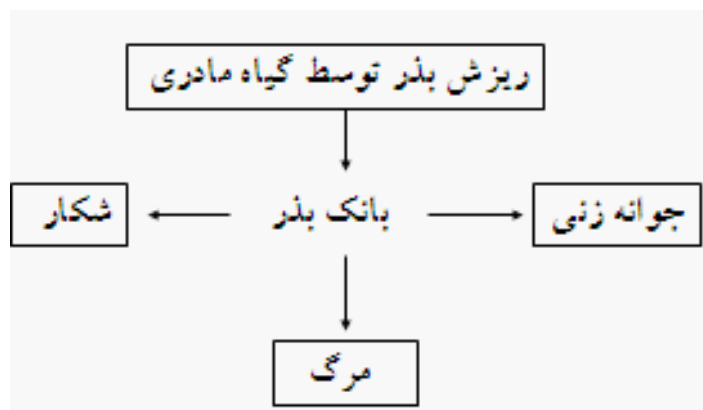 ریزش بذر توسط گیاه مادری
جوانه زنی
بانک بذر
شکار
مرگ